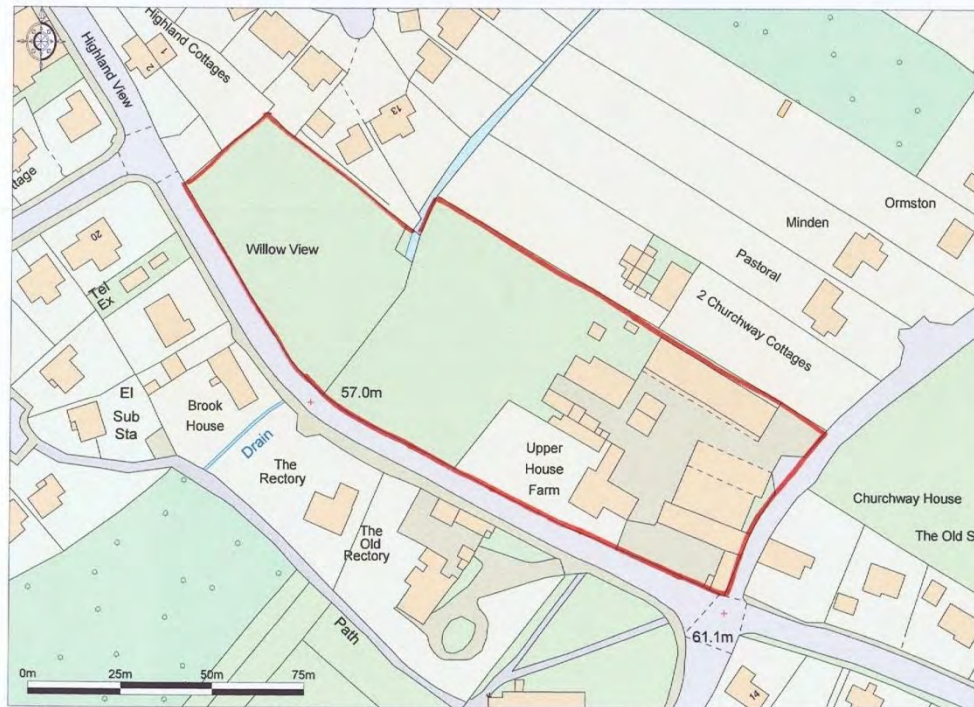 Highland View
1
2
Highland Cottages
13
Ormston
Minden
Pastoral
2 Churchway Cottages
Willow View
20
Tel
Ex
57.0m
El
Sub
Sta
Brook
House
Drain
The
Rectory
The
Old
Rectory
Upper
House
Farm
Churchway House
The Old S
Path
61.1m
14
0m
25m
50m
75m